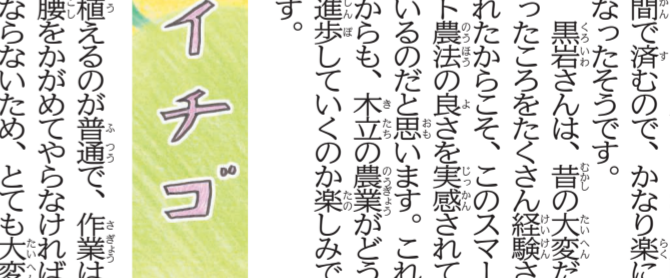 間で済むので、かなり楽に
なったそうです。
黒岩さんは、昔の大変だ
ったころをたくさん経験さ
れたからこそ、このスマー
ト農法の良さを実感されて
いるのだと思います。これ
からも、木立の農業がどう
進歩していくのか楽しみで
す。
イチゴ
植えるのが普通で、作業は
腰をかがめてやらなければ
ならないため、とても大変